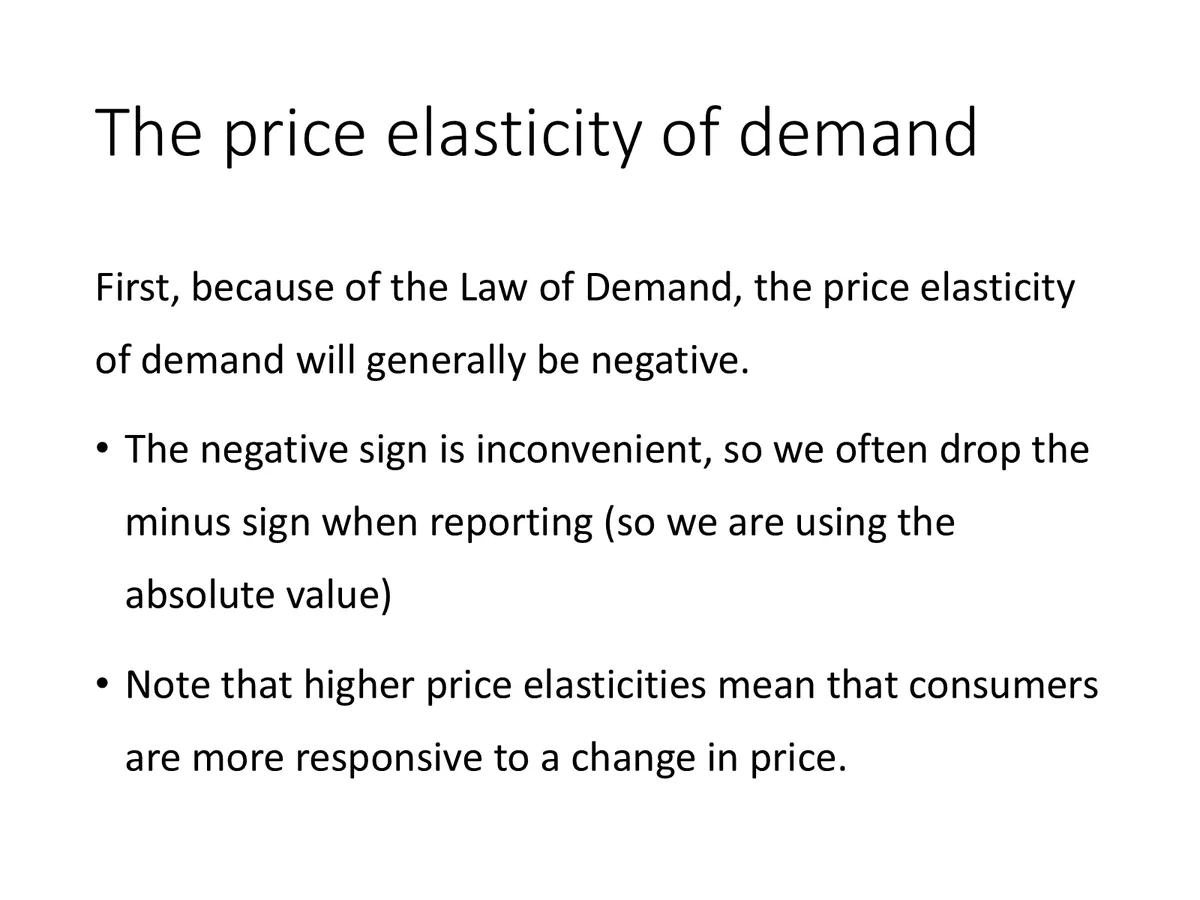 The price elasticity of demand
First, because of the Law of Demand, the price elasticity
of demand will generally be negative.
• The negative sign is inconvenient, so we often drop the
minus sign when reporting (so we are using the
absolute value)
• Note that higher price elasticities mean that consumers
are more responsive to a change in price.